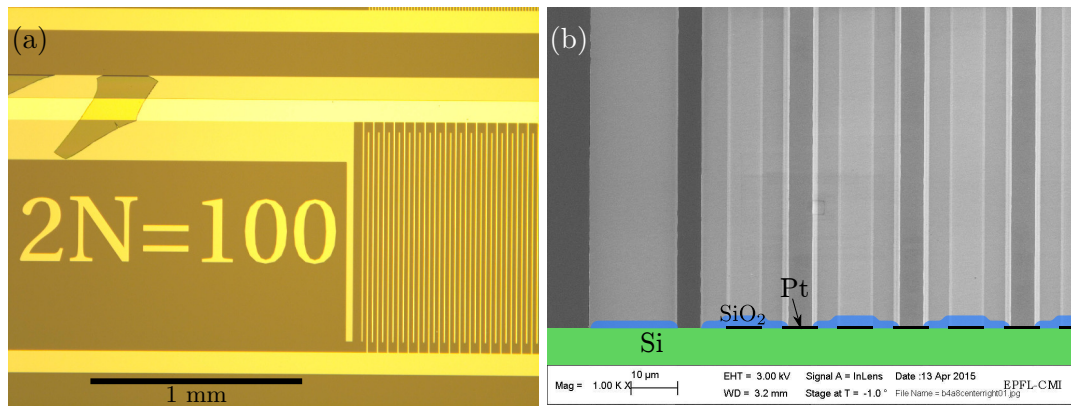 (a)
2N=100
1 mm
(b)
Pt
SiO2
Si
Mag = 1.00 K X
10 µm
EHT = 3.00 kV Signal A = InLens Date :13 Apr 2015
WD = 3.2 mm Stage at T = -1.0 ° File Name = b4a8centerright01.jpg
EPFL-CMI